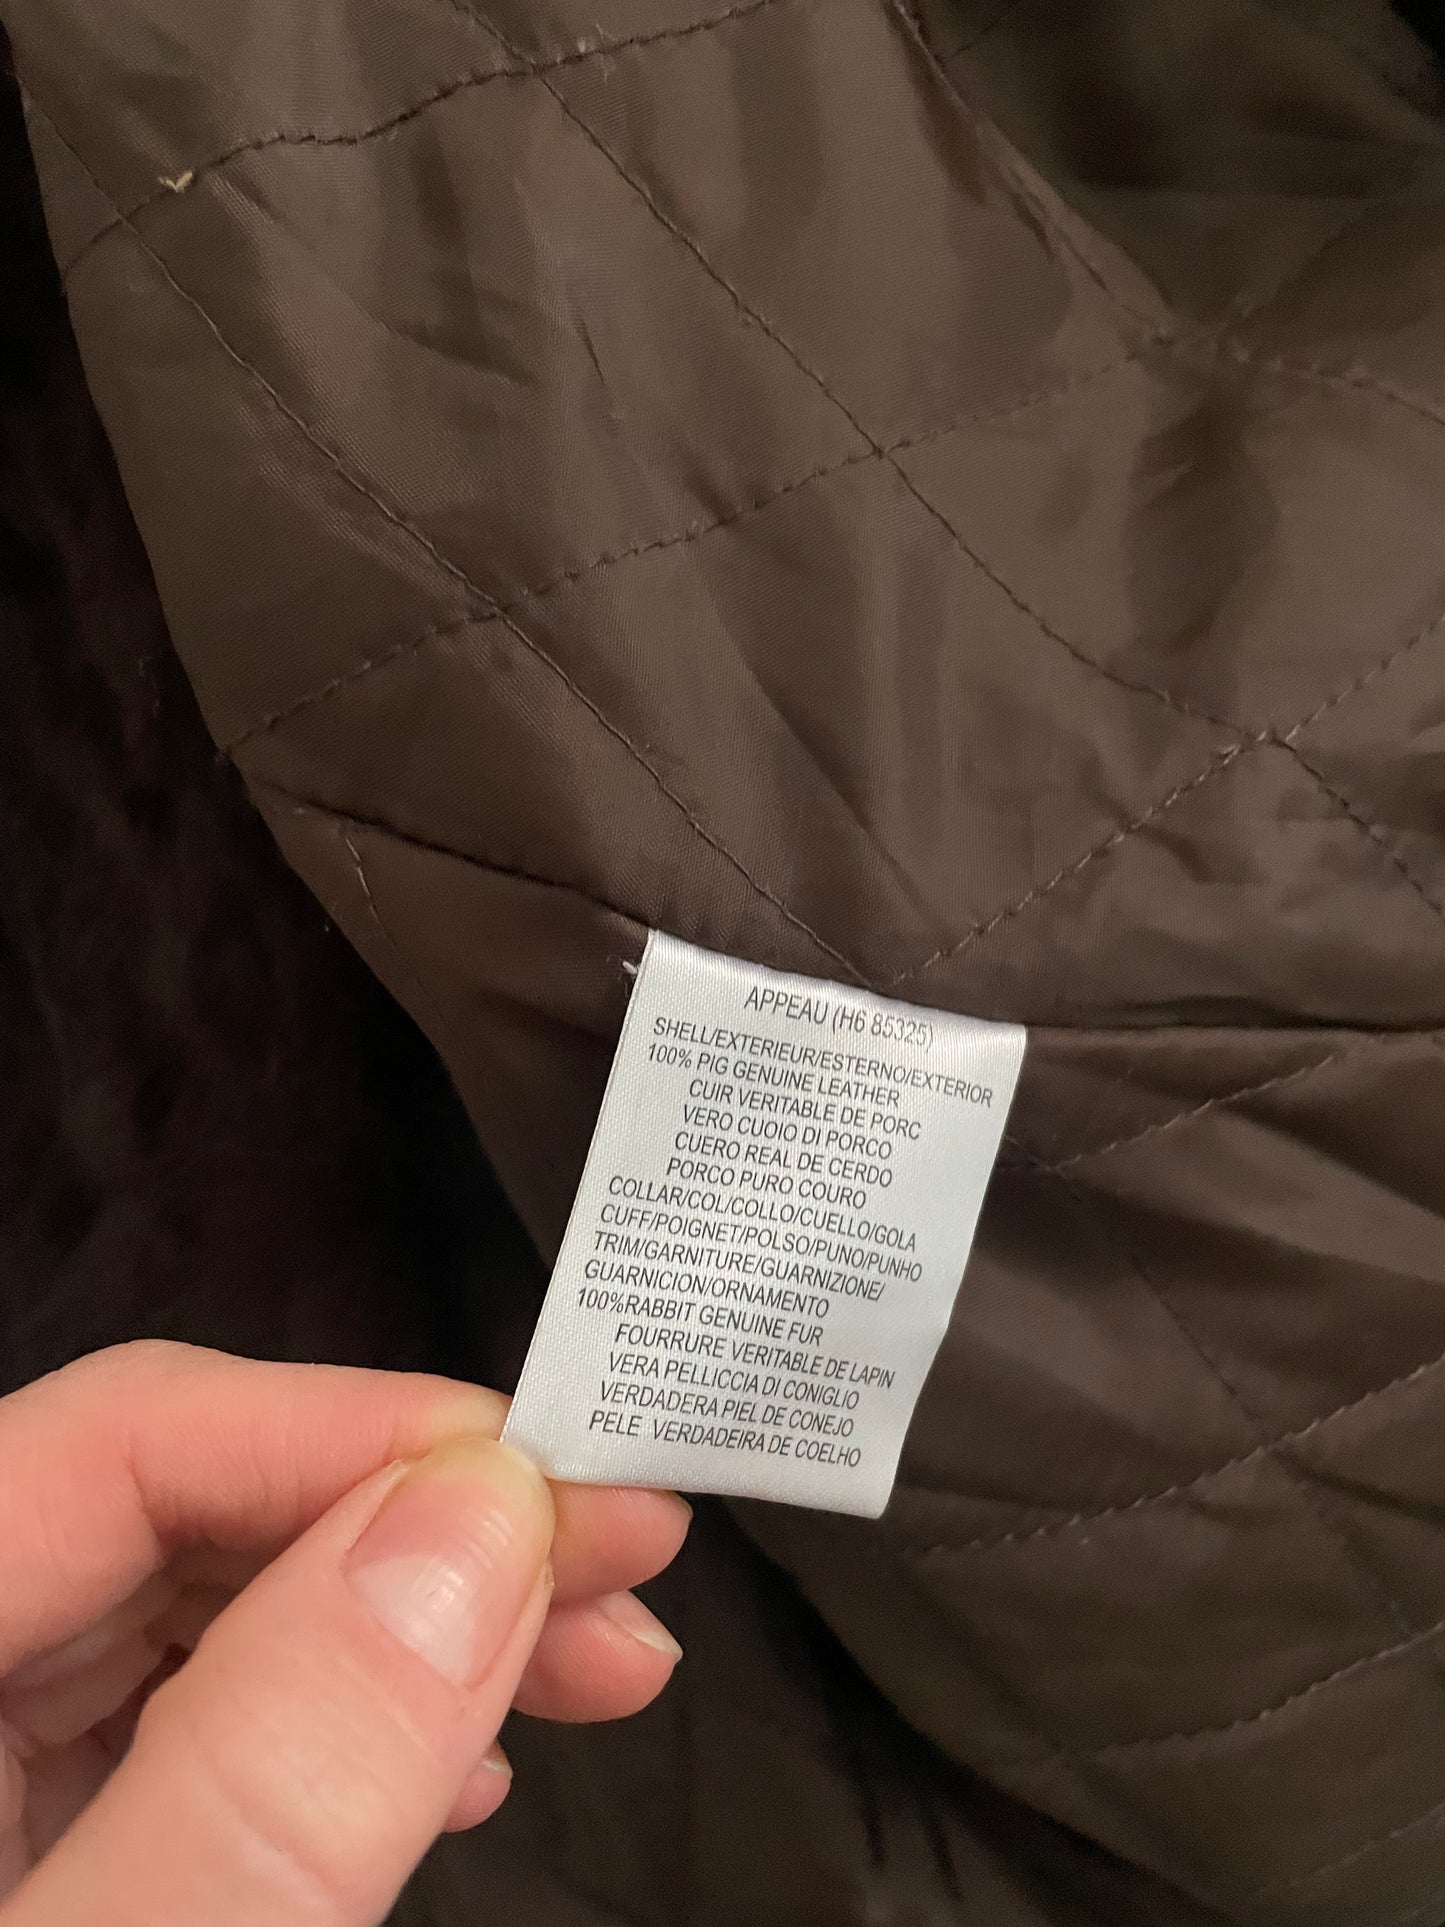 APPEAU (H6 85325)
SHELL/EXTERIEUR/ESTERNO/EXTERIOR
100% PIG GENUINE LEATHER
CUIR VERITABLE DE PORC
VERO CUOIO DI PORCO
CUERO REAL DE CERDO
PORCO PURO COURO
COLLAR/COL/COLLO/CUELLO/GOLA
CUFF/POIGNET/POLSO/PUNO/PUNHO
TRIM/GARNITURE/GUARNIZIONE/
GUARNICION/ORNAMENTO
100%RABBIT GENUINE FUR
FOURRURE VERITABLE DE LAPIN
VERA PELLICCIA DI CONIGLIO
VERDADERA PIEL DE CONEJO
PELE VERDADEIRA DE COELHO